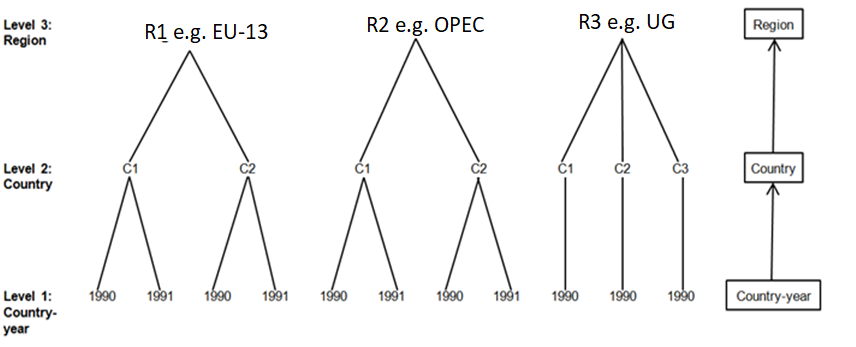 Level 3:
Region
R1 e.g. EU-13
R2 e.g. OPEC
R3 e.g. UG
Region
Level 2:
Country
C1
C2
C1
C2
C1
C2
C3
Country
Level 1:
Country-
year
1990
1991
1990
1991
1990
1991
1990
1991
1990
1990
1990
Country-year